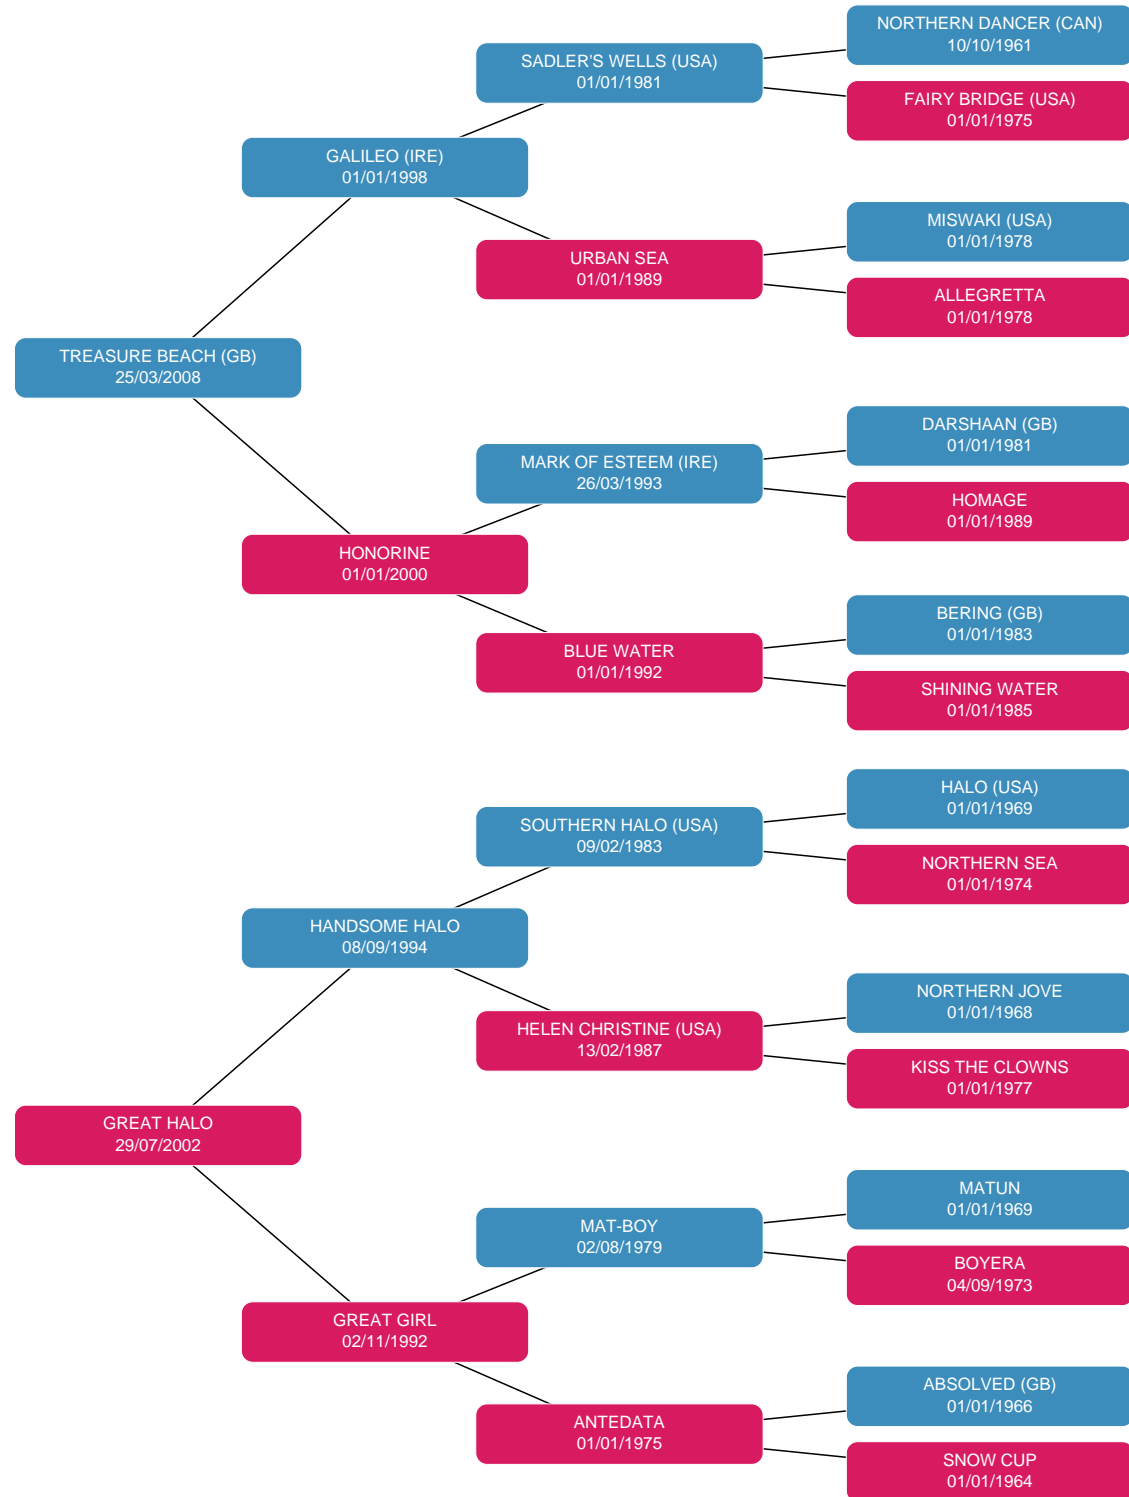 NORTHERN DANCER (CAN)
10/10/1961
SADLER'S WELLS (USA)
01/01/1981
FAIRY BRIDGE (USA)
01/01/1975
GALILEO (IRE)
01/01/1998
MISWAKI (USA)
01/01/1978
URBAN SEA
01/01/1989
ALLEGRETTA
01/01/1978
TREASURE BEACH (GB)
25/03/2008
DARSHAAN (GB)
01/01/1981
MARK OF ESTEEM (IRE)
26/03/1993
HOMAGE
01/01/1989
HONORINE
01/01/2000
BERING (GB)
01/01/1983
BLUE WATER
01/01/1992
SHINING WATER
01/01/1985
HALO (USA)
01/01/1969
SOUTHERN HALO (USA)
09/02/1983
NORTHERN SEA
01/01/1974
HANDSOME HALO
08/09/1994
NORTHERN JOVE
01/01/1968
HELEN CHRISTINE (USA)
13/02/1987
KISS THE CLOWNS
01/01/1977
GREAT HALO
29/07/2002
MATUN
01/01/1969
MAT-BOY
02/08/1979
BOYERA
04/09/1973
GREAT GIRL
02/11/1992
ABSOLVED (GB)
01/01/1966
ANTEDATA
01/01/1975
SNOW CUP
01/01/1964